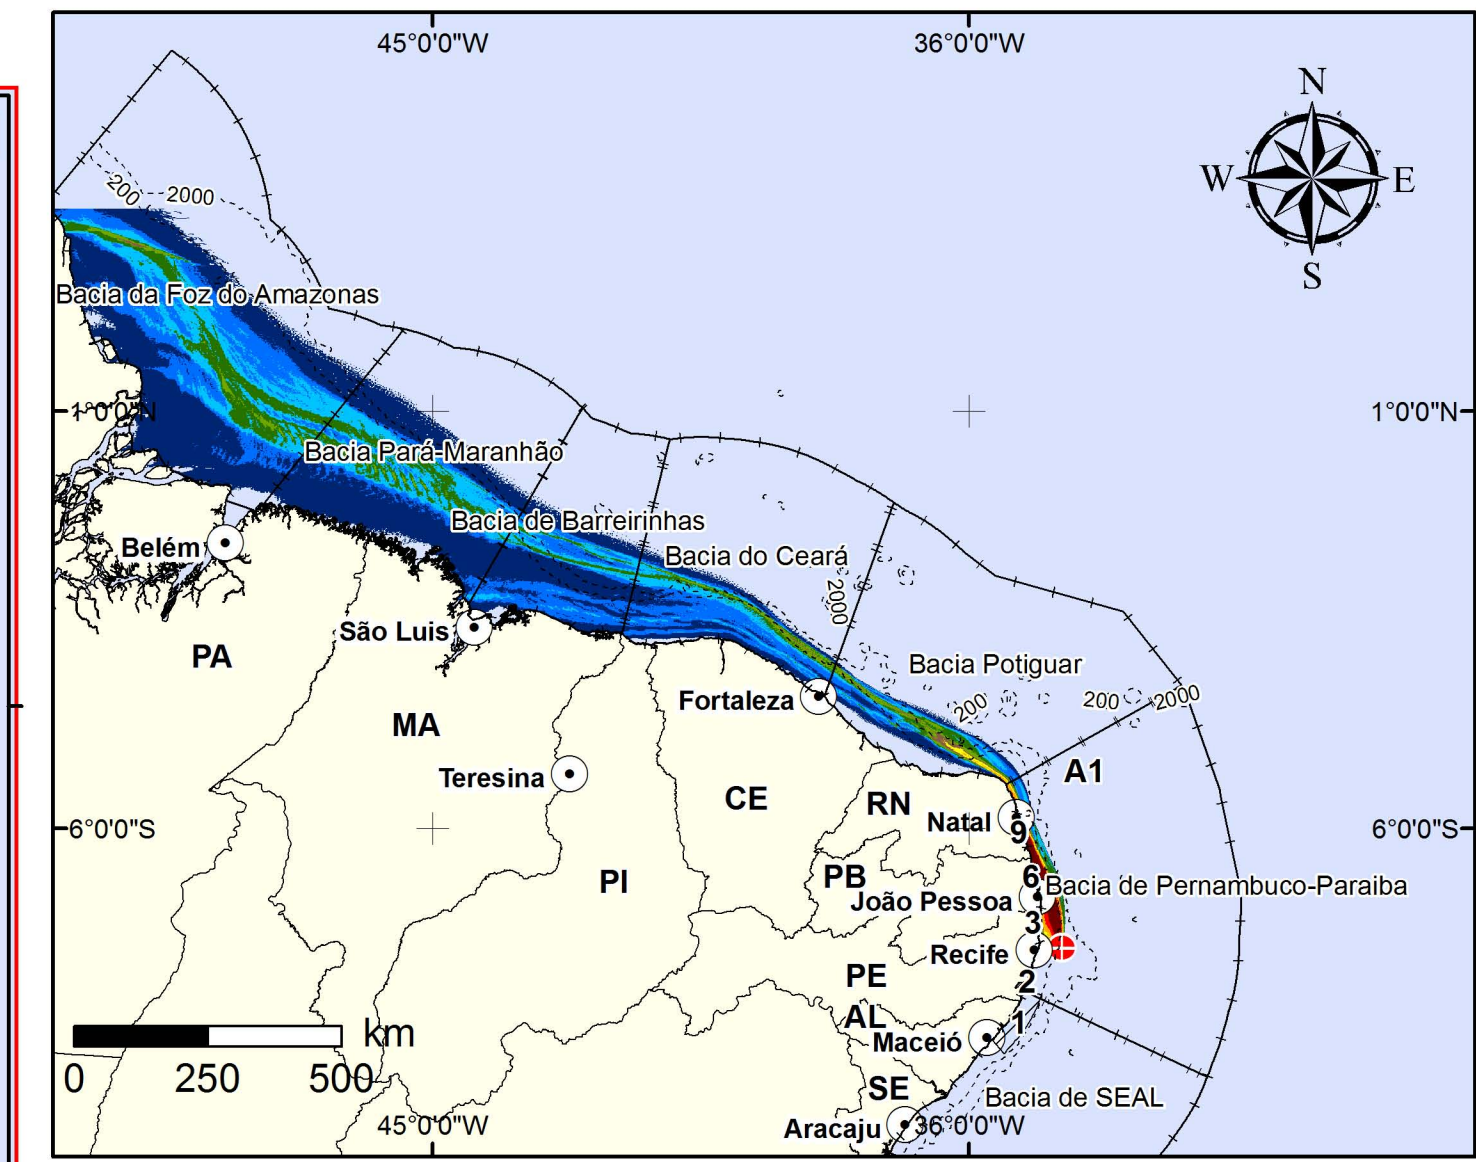 45°0'0"W
36°0'0"W
N
W
E
S
200
2000
Bacia da Foz do Amazonas
1°0'0"N
1°0'0"N
Bacia Pará-Maranhão
Bacia de Barreirinhas
Belém
Bacia do Ceará
2000
São Luis
PA
Bacia Potiguar
Fortaleza
200
200
2000
MA
A1
Teresina
CE
RN
Natal
9
6°0'0"S
6°0'0"S
PI
PB
6
Bacia de Pernambuco-Paraiba
João Pessoa
3
Recife
PE
2
AL
1
Maceió
km
0
250
500
SE
Bacia de SEAL
Aracaju
45°0'0"W
36°0'0"W